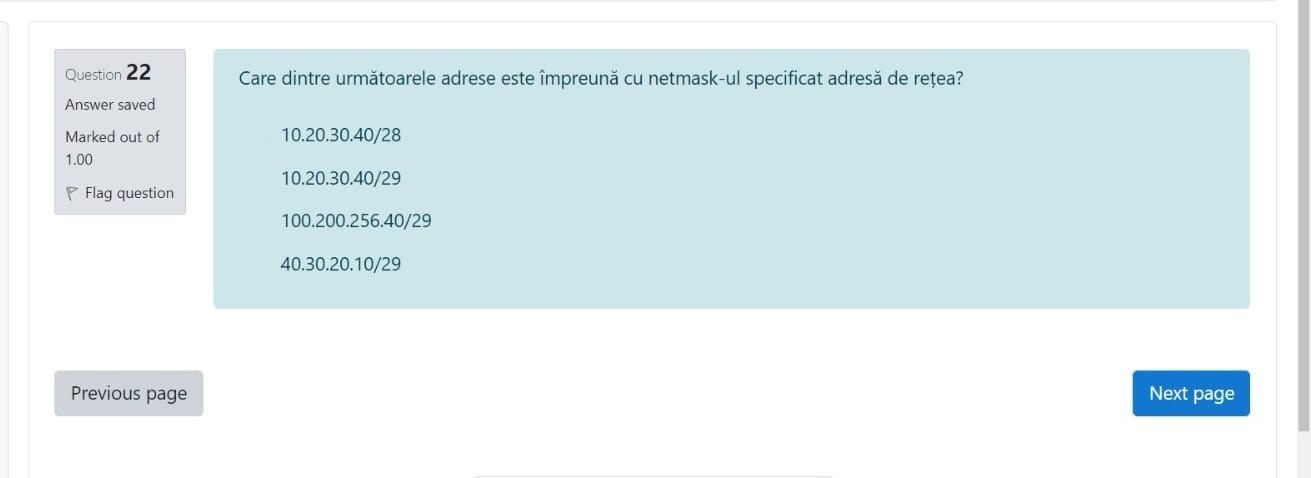 Question 22
Answer saved
Marked out of
1.00
Flag question
Care dintre următoarele adrese este împreună cu netmask-ul specificat adresă de rețea?
10.20.30.40/28
10.20.30.40/29
100.200.256.40/29
40.30.20.10/29
Previous page
Next page